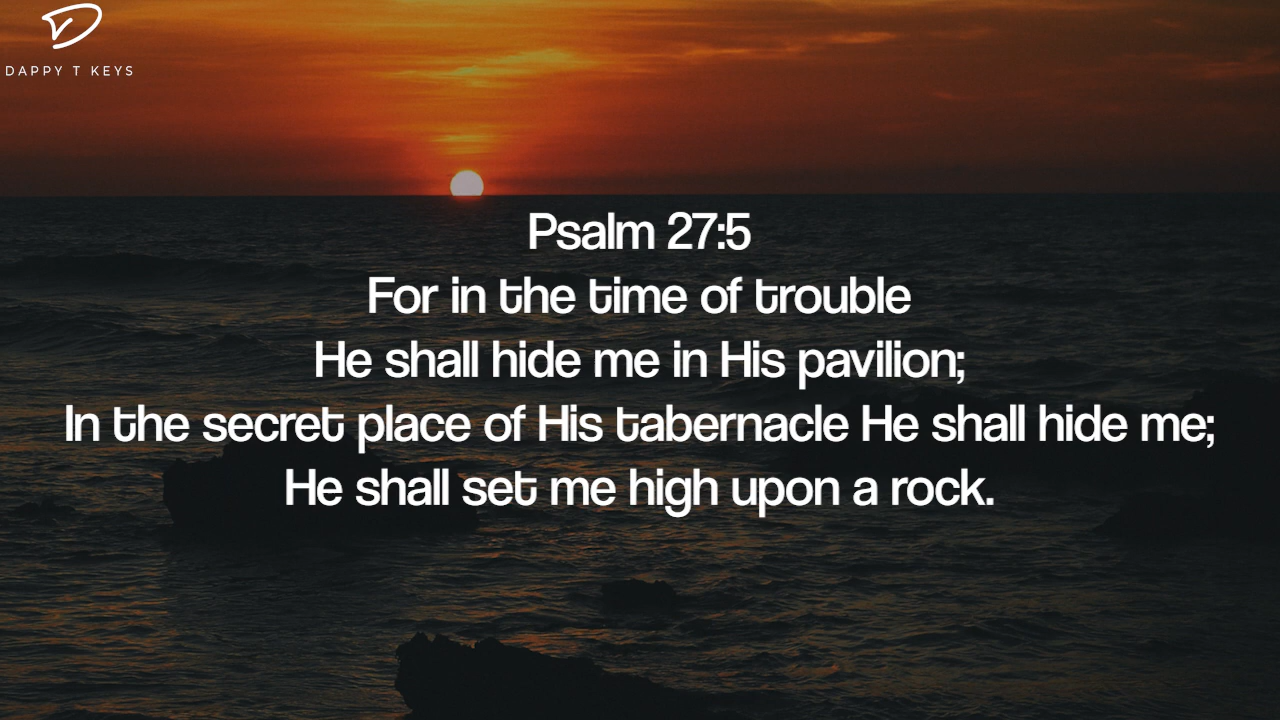 DAPPY T KEYS
Psalm 27:5
For in the time of trouble
He shall hide me in His pavilion;
In the secret place of His tabernacle He shall hide me;
He shall set me high upon a rock.